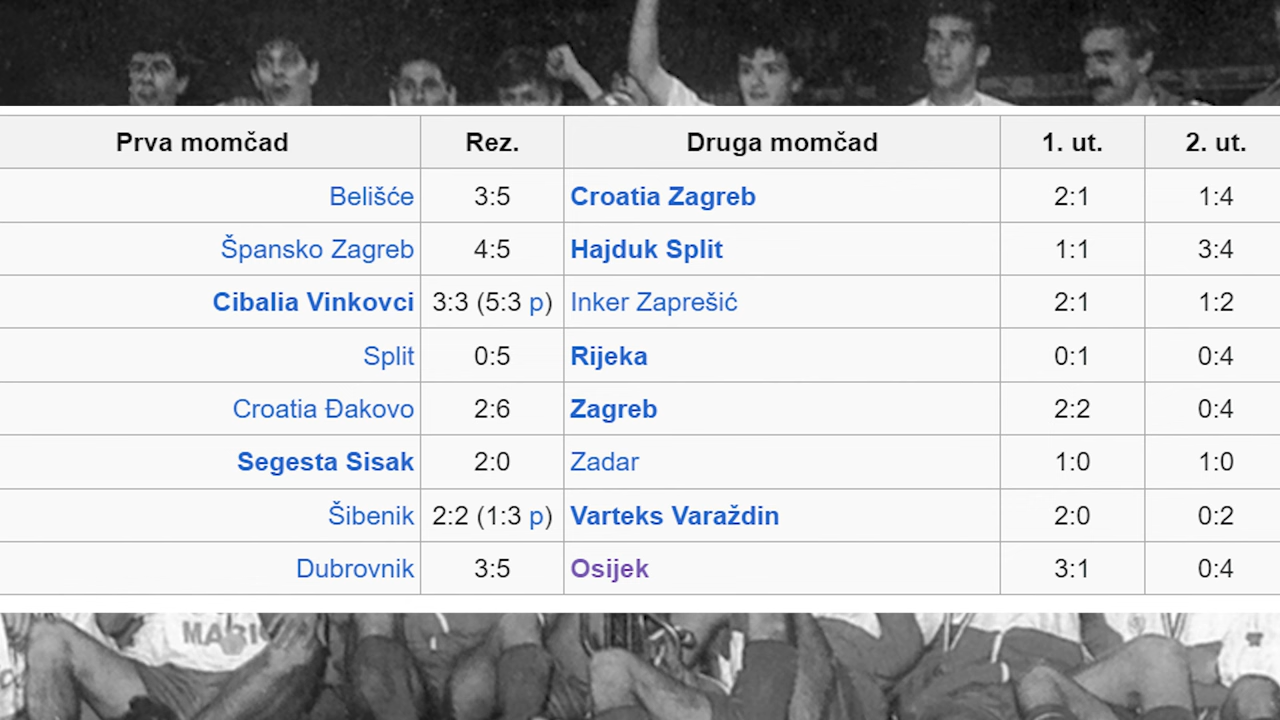 Prva momčad Rez. Druga momčad 1. ut. 2. ut.
Belišće 3:5 Croatia Zagreb 2:1 1:4
Špansko Zagreb 4:5 Hajduk Split 1:1 3:4
Cibalia Vinkovci 3:3 (5:3 p) Inker Zaprešić 2:1 1:2
Split 0:5 Rijeka 0:1 0:4
Croatia Đakovo 2:6 Zagreb 2:2 0:4
Segesta Sisak 2:0 Zadar 1:0 1:0
Šibenik 2:2 (1:3 p) Varteks Varaždin 2:0 0:2
Dubrovnik 3:5 Osijek 3:1 0:4